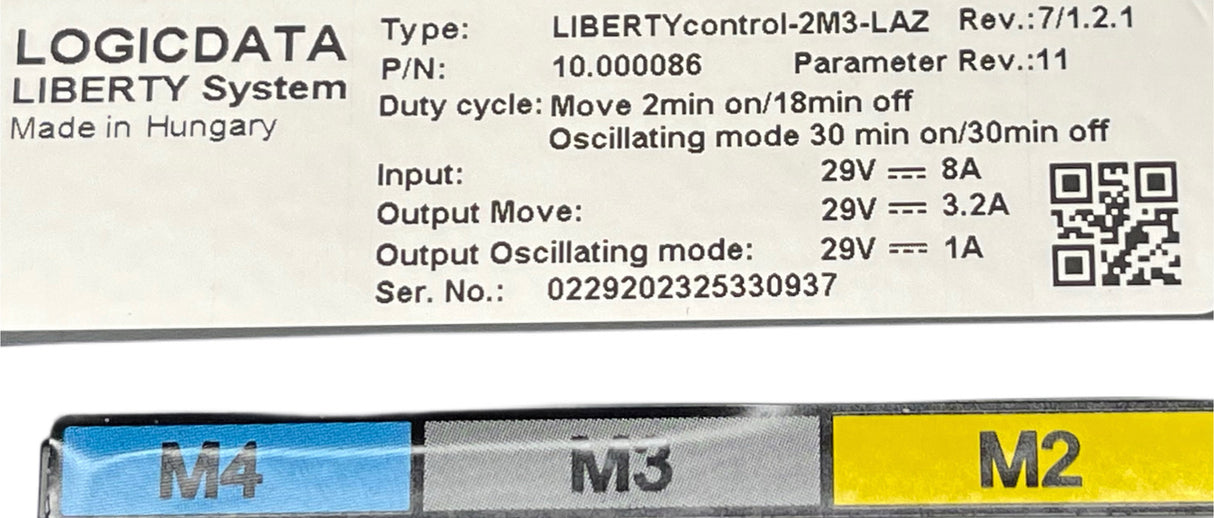 LOGICDATA
LIBERTY System
Made in Hungary
Type: LIBERTYcontrol-2M3-LAZ Rev.:7/1.2.1
P/N: 10.000086 Parameter Rev.:11
Duty cycle: Move 2min on/18min off
Oscillating mode 30 min on/30min off
Input: 29V ⎓ 8A
Output Move: 29V ⎓ 3.2A
Output Oscillating mode: 29V ⎓ 1A
Ser. No.: 0229202325330937
M4 M3 M2